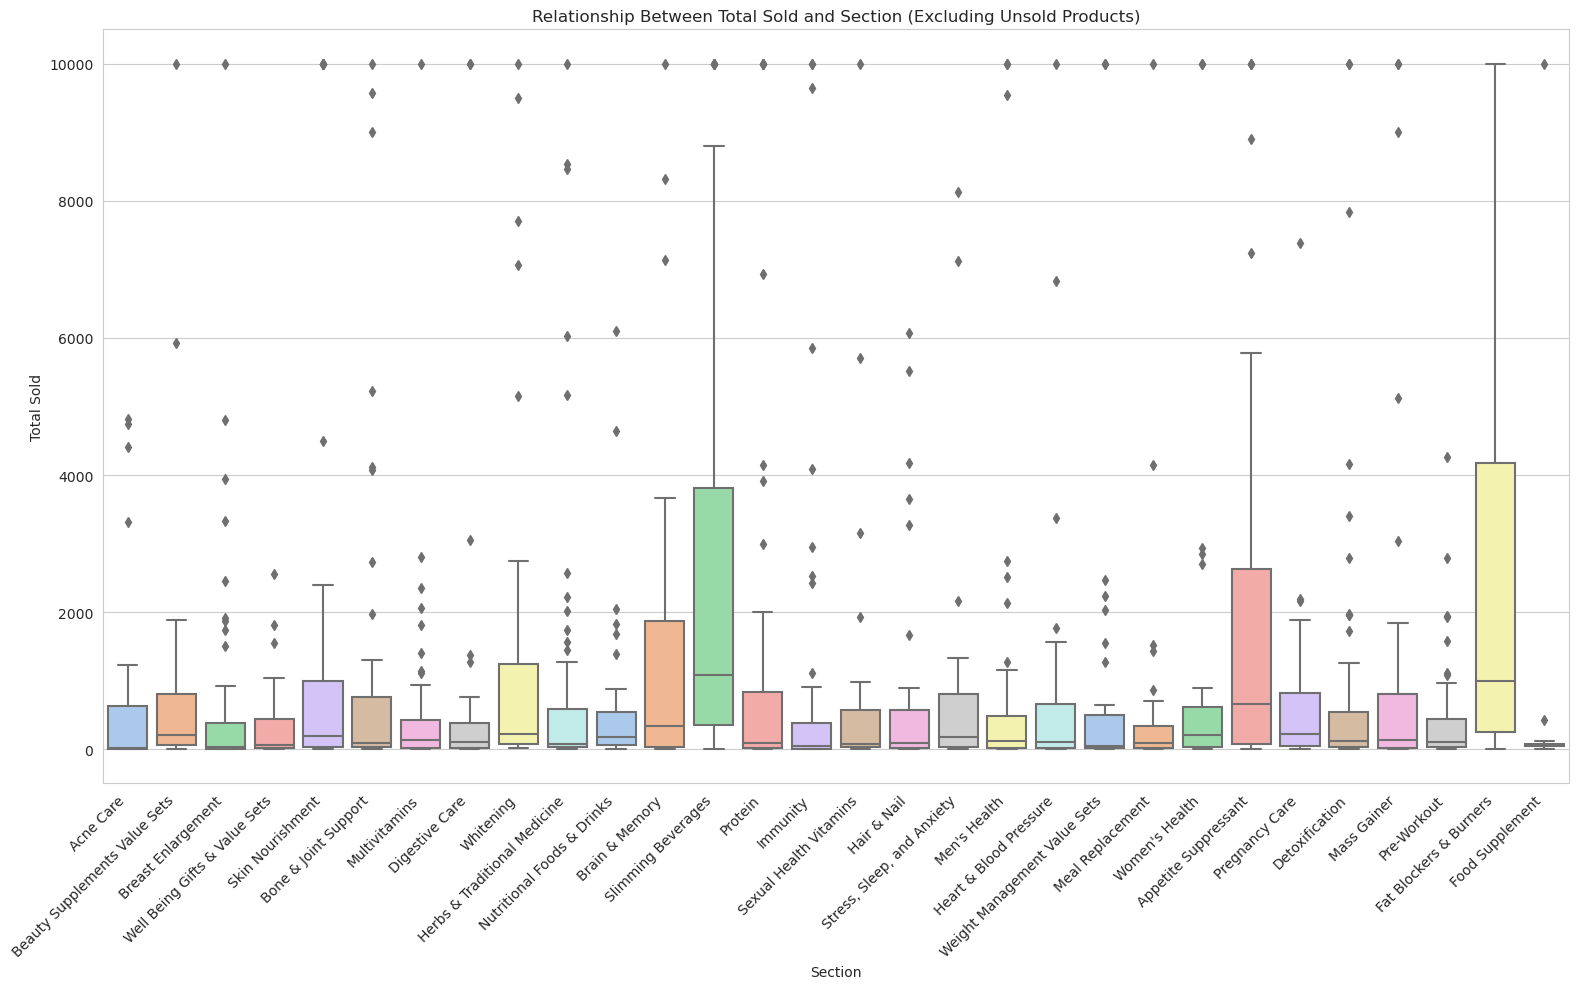 Relationship Between Total Sold and Section (Excluding Unsold Products)
Total Sold
10000
8000
6000
4000
2000
0
Acne Care
Beauty Supplements Value Sets
Breast Enlargement
Well Being Gifts & Value Sets
Skin Nourishment
Bone & Joint Support
Multivitamins
Digestive Care
Whitening
Herbs & Traditional Medicine
Nutritional Foods & Drinks
Brain & Memory
Slimming Beverages
Protein
Immunity
Sexual Health Vitamins
Hair & Nail
Stress, Sleep, and Anxiety
Men's Health
Heart & Blood Pressure
Weight Management Value Sets
Meal Replacement
Women's Health
Appetite Suppressant
Pregnancy Care
Detoxification
Mass Gainer
Pre-Workout
Fat Blockers & Burners
Food Supplement
Section